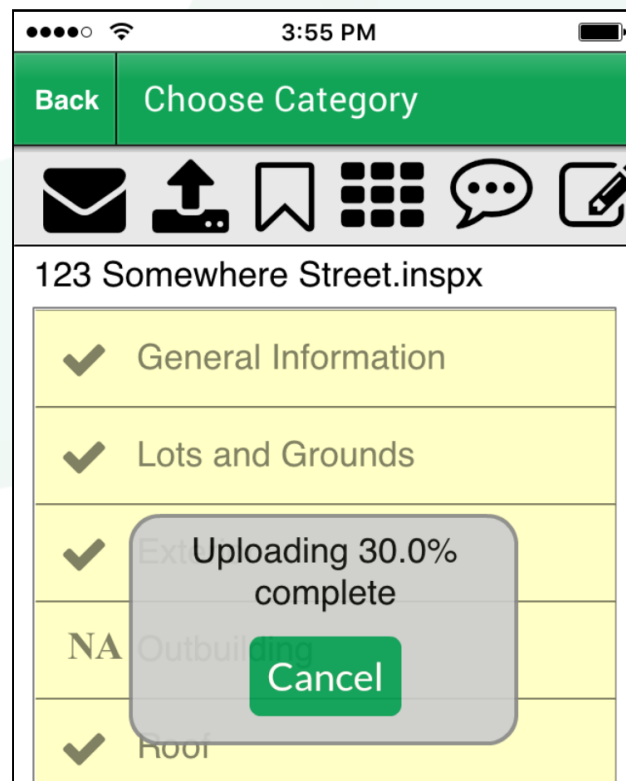 3:55 PM
Back
Choose Category
123 Somewhere Street.inspx
General Information
Lots and Grounds
Uploading 30.0%
complete
NA Outbuilding
Cancel
Roof